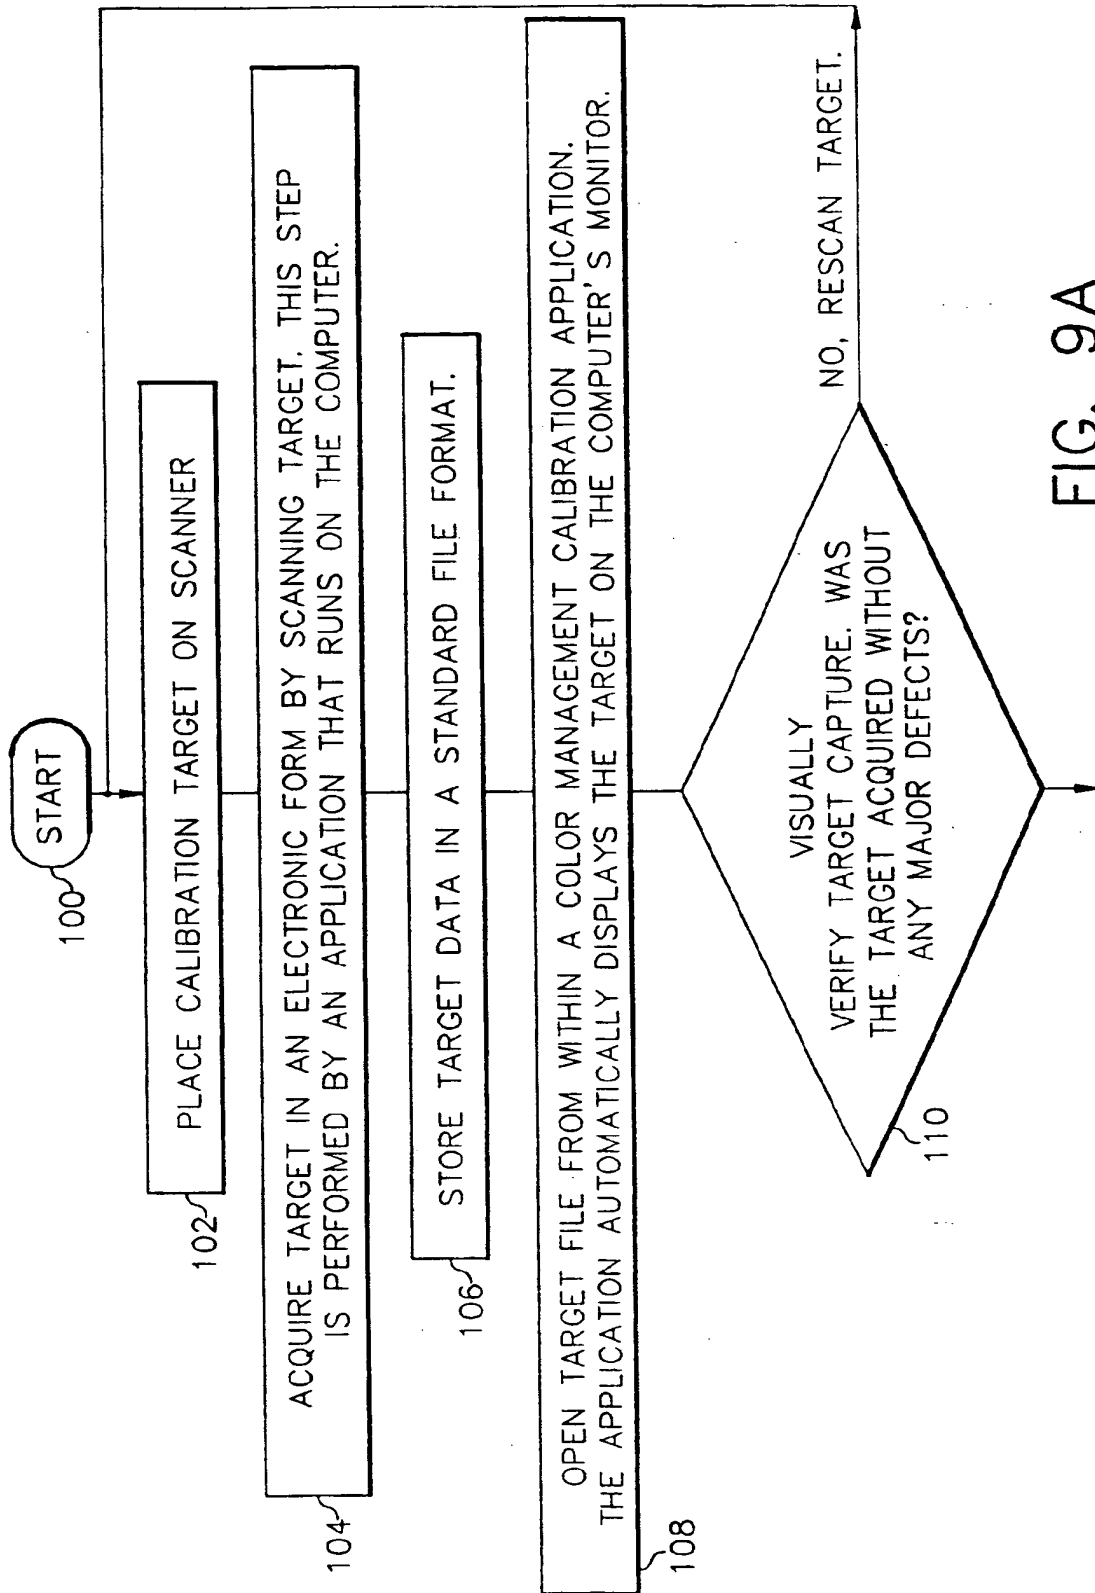 START
100
PLACE CALIBRATION TARGET ON SCANNER
102
ACQUIRE TARGET IN AN ELECTRONIC FORM BY SCANNING TARGET. THIS STEP
IS PERFORMED BY AN APPLICATION THAT RUNS ON THE COMPUTER.
104
STORE TARGET DATA IN A STANDARD FILE FORMAT.
106
OPEN TARGET FILE FROM WITHIN A COLOR MANAGEMENT CALIBRATION APPLICATION.
THE APPLICATION AUTOMATICALLY DISPLAYS THE TARGET ON THE COMPUTER'S MONITOR.
108
VISUALLY
VERIFY TARGET CAPTURE. WAS
THE TARGET ACQUIRED WITHOUT
ANY MAJOR DEFECTS?
110
NO, RESCAN TARGET.
FIG. 9A